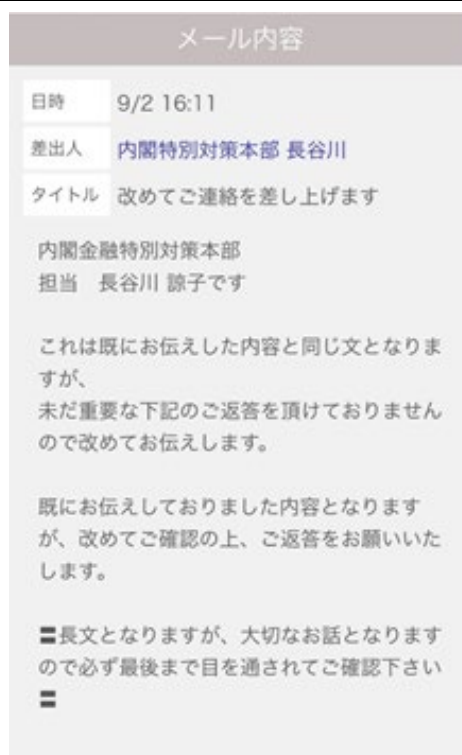 メール内容
日時 9/2 16:11
差出人 内閣特別対策本部 長谷川
タイトル 改めてご連絡を差し上げます
内閣金融特別対策本部
担当　長谷川 諒子です
これは既にお伝えした内容と同じ文となりま
すが、
未だ重要な下記のご返答を頂けておりません
ので改めてお伝えします。
既にお伝えしておりました内容となります
が、改めてご確認の上、ご返答をお願いいた
します。
〓長文となりますが、大切なお話となります
ので必ず最後まで目を通されてご確認下さい
〓